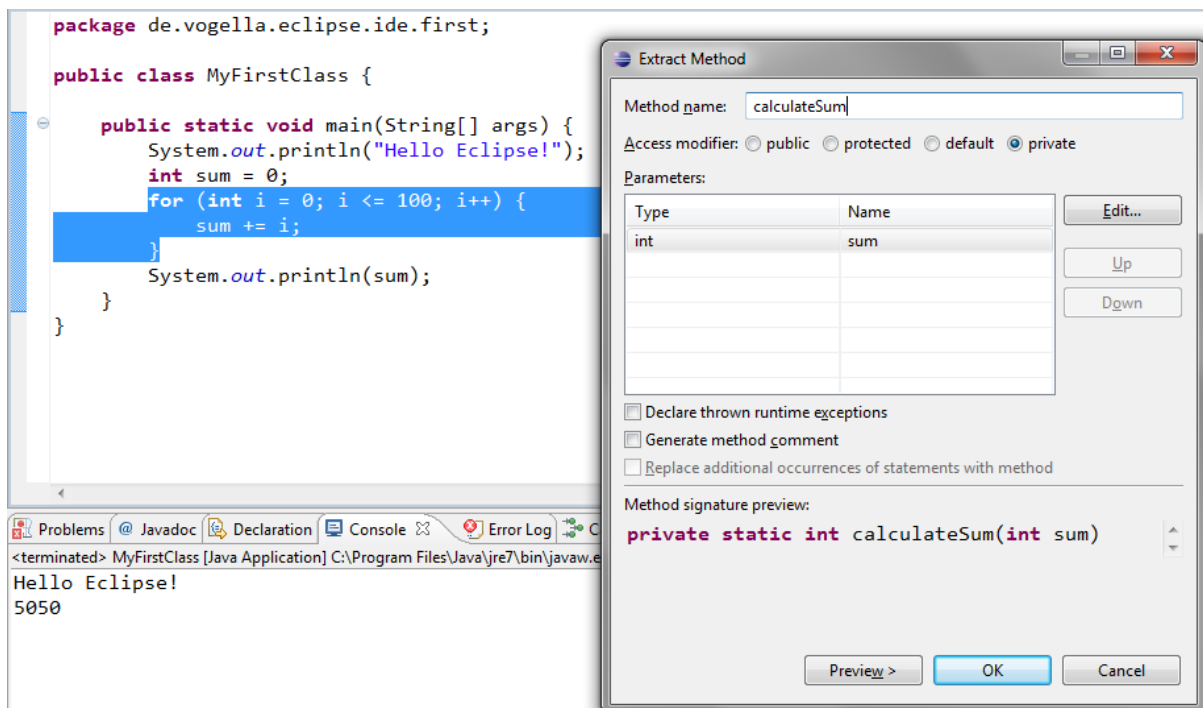 package de.vogella.eclipse.ide.first;
public class MyFirstClass {
public static void main(String[] args) {
System.out.println("Hello Eclipse!");
int sum = 0;
for (int i = 0; i <= 100; i++) {
sum += i;
}
System.out.println(sum);
}
}
Problems @ Javadoc Declaration Console Error Log C
<terminated> MyFirstClass [Java Application] C:\Program Files\Java\jre7\bin\javaw.e
Hello Eclipse!
5050
Extract Method
Method name: calculateSum
Access modifier: public protected default private
Parameters:
Type Name
int sum
Edit...
Up
Down
Declare thrown runtime exceptions
Generate method comment
Replace additional occurrences of statements with method
Method signature preview:
private static int calculateSum(int sum)
Preview > OK Cancel